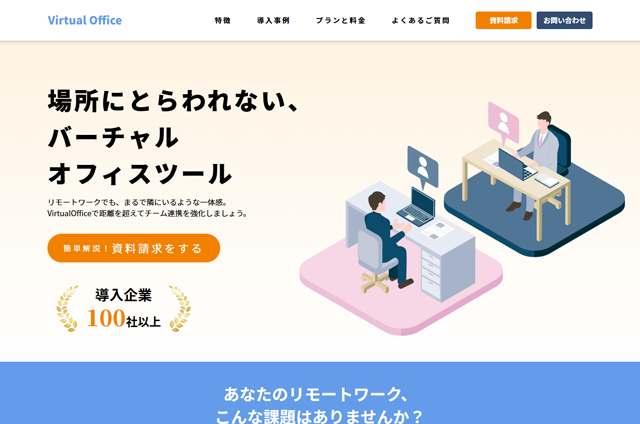 Virtual Office
特徴
導入事例
プランと料金
よくあるご質問
資料請求
お問い合わせ
場所にとらわれない、
バーチャル
オフィスツール
リモートワークでも、まるで隣にいるような一体感。
VirtualOfficeで距離を超えてチーム連携を強化しましょう。
簡単解説！資料請求をする
導入企業
100社以上
あなたのリモートワーク、
こんな課題はありませんか？